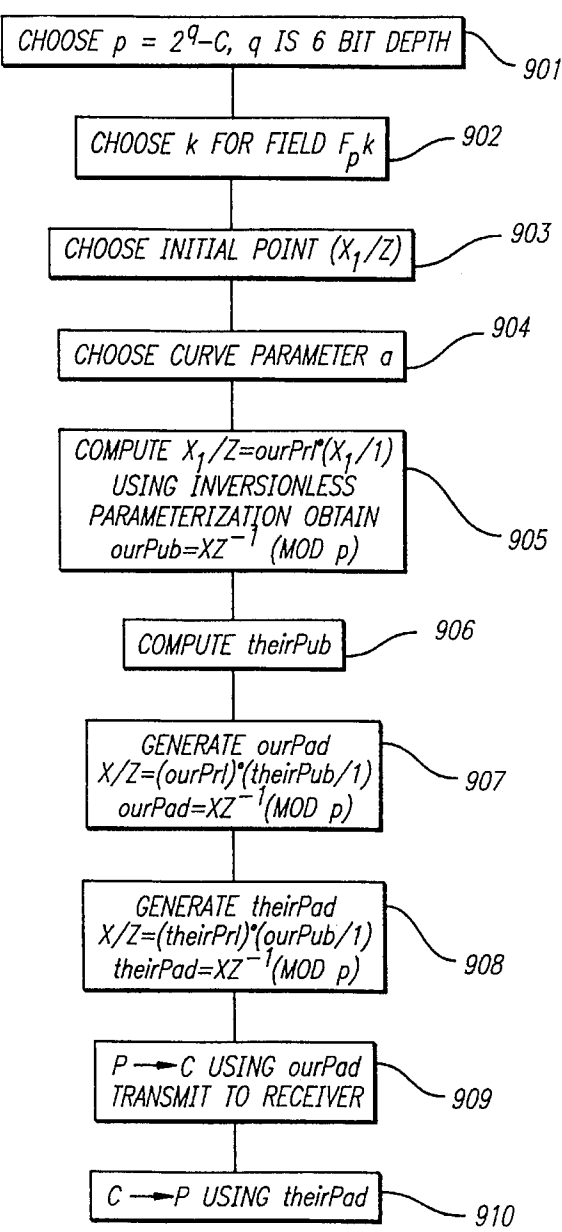 CHOOSE p = 2^q-C, q IS 6 BIT DEPTH
901
CHOOSE k FOR FIELD F_p k
902
CHOOSE INITIAL POINT (X_1/Z)
903
CHOOSE CURVE PARAMETER a
904
COMPUTE X_1/Z=ourPrI°(X_1/1)
USING INVERSIONLESS
PARAMETERIZATION OBTAIN
ourPub=XZ^-1 (MOD p)
905
COMPUTE theirPub
906
GENERATE ourPad
X/Z=(ourPrI)°(theirPub/1)
ourPad=XZ^-1(MOD p)
907
GENERATE theirPad
X/Z=(theirPrI)°(ourPub/1)
theirPad=XZ^-1(MOD p)
908
P → C USING ourPad
TRANSMIT TO RECEIVER
909
C → P USING theirPad
910